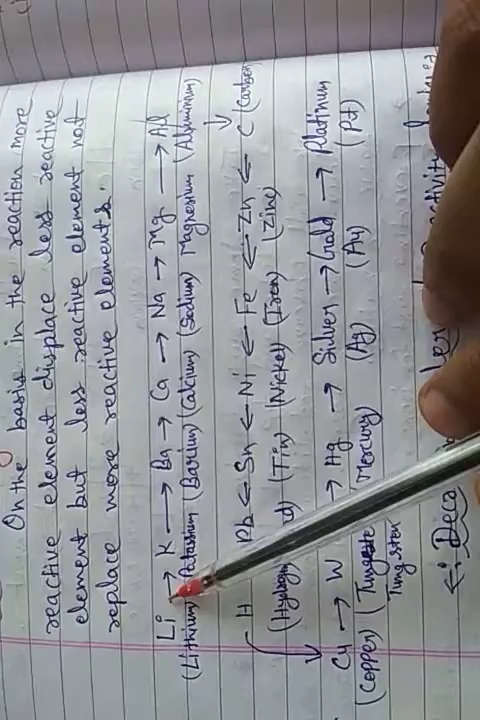 On the basis in the reaction more
reactive element displace less reactive
element but less reactive element not
replace more reactive elements.
Li → K → Ba → Ca → Na → Mg → Al
(Lithium) (Potassium) (Barium) (Calcium) (Sodium) (Magnesium) (Aluminium)
H Pb ← Sn ← Ni ← Fe ← Zn ← C (Carbon)
(Hydrogen) (Tin) (Nickel) (Iron) (Zinc)
Cu → W → Hg → Silver → Gold → Platinum
(Copper) (Tungste (Mercury) (Ag) (Au) (Pt)
Tungsten